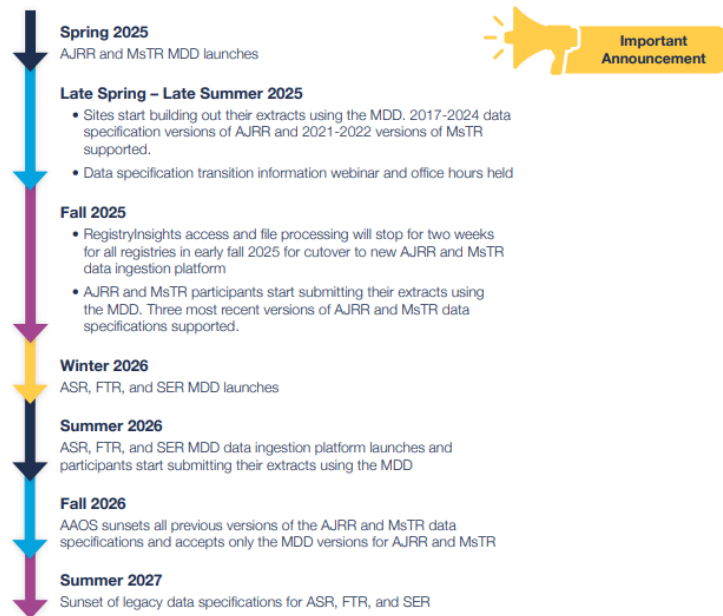 Important
Announcement
Spring 2025
AJRR and MsTR MDD launches
Late Spring – Late Summer 2025
• Sites start building out their extracts using the MDD. 2017-2024 data
specification versions of AJRR and 2021-2022 versions of MsTR
supported.
• Data specification transition information webinar and office hours held
Fall 2025
• RegistryInsights access and file processing will stop for two weeks
for all registries in early fall 2025 for cutover to new AJRR and MsTR
data ingestion platform
• AJRR and MsTR participants start submitting their extracts using
the MDD. Three most recent versions of AJRR and MsTR data
specifications supported.
Winter 2026
ASR, FTR, and SER MDD launches
Summer 2026
ASR, FTR, and SER MDD data ingestion platform launches and
participants start submitting their extracts using the MDD
Fall 2026
AAOS sunsets all previous versions of the AJRR and MsTR data
specifications and accepts only the MDD versions for AJRR and MsTR
Summer 2027
Sunset of legacy data specifications for ASR, FTR, and SER